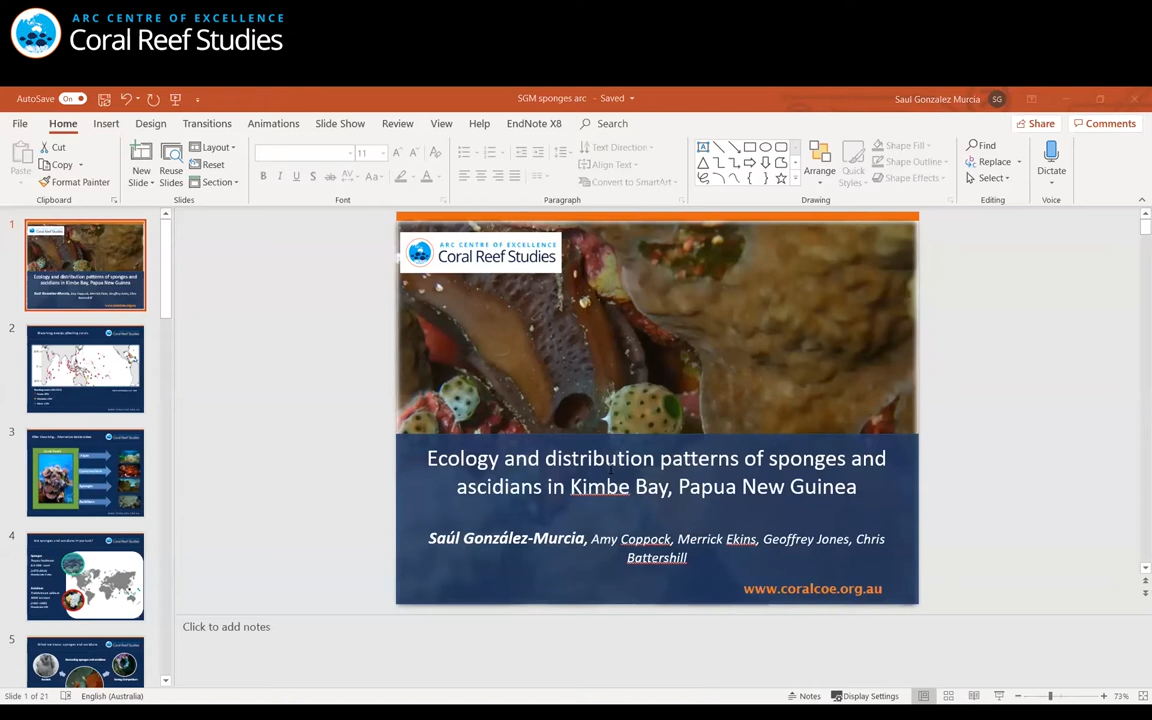 ARC CENTRE OF EXCELLENCE
Coral Reef Studies
AutoSave On
SGM sponges arc - Saved
Saul Gonzalez Murcia SG
File Home Insert Design Transitions Animations Slide Show Review View Help EndNote X8 Search
Share Comments
Paste
Cut
Copy
Format Painter
Clipboard
New Slide
Reuse Slides
Layout
Reset
Section
Slides
11
Font
Text Direction
Align Text
Convert to SmartArt
Paragraph
Arrange
Quick Styles
Shape Fill
Shape Outline
Shape Effects
Drawing
Find
Replace
Select
Editing
Dictate
Voice
1
2
3
4
5
ARC CENTRE OF EXCELLENCE
Coral Reef Studies
Ecology and distribution patterns of sponges and
ascidians in Kimbe Bay, Papua New Guinea
Saúl González-Murcia, Amy Coppock, Merrick Ekins, Geoffrey Jones, Chris
Battershill
www.coralcoe.org.au
Click to add notes
Slide 1 of 21 English (Australia)
Notes Display Settings 73%